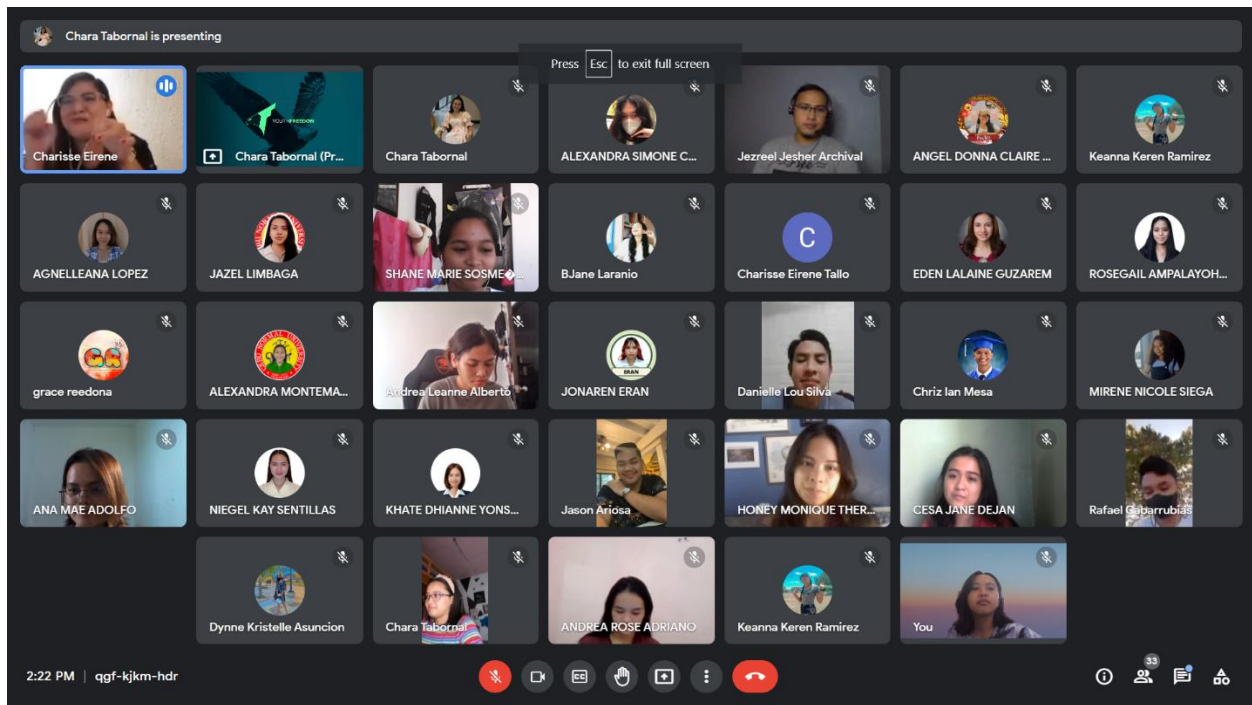 Chara Tabornal is presenting
Press Esc to exit full screen
Charisse Eirene
YOUTH4FREEDOM
Chara Tabornal (Pr...
Chara Tabornal
ALEXANDRA SIMONE C...
Jezreel Jesher Archival
ANGEL DONNA CLAIRE ...
Keanna Keren Ramirez
AGNELLEANA LOPEZ
JAZEL LIMBAGA
SHANE MARIE SOSME�...
BJane Laranio
C
Charisse Eirene Tallo
EDEN LALAINE GUZAREM
ROSEGAIL AMPALAYOH...
grace reedona
ALEXANDRA MONTEMA...
Andrea Leanne Alberto
ERAN
JONAREN ERAN
Danielle Lou Silva
Chriz Ian Mesa
MIRENE NICOLE SIEGA
ANA MAE ADOLFO
NIEGEL KAY SENTILLAS
KHATE DHIANNE YONS...
Jason Ariosa
HONEY MONIQUE THER...
CESA JANE DEJAN
Rafael Cabarrubias
Dynne Kristelle Asuncion
Chara Tabornal
ANDREA ROSE ADRIANO
Keanna Keren Ramirez
You
2:22 PM | qgf-kjkm-hdr
33